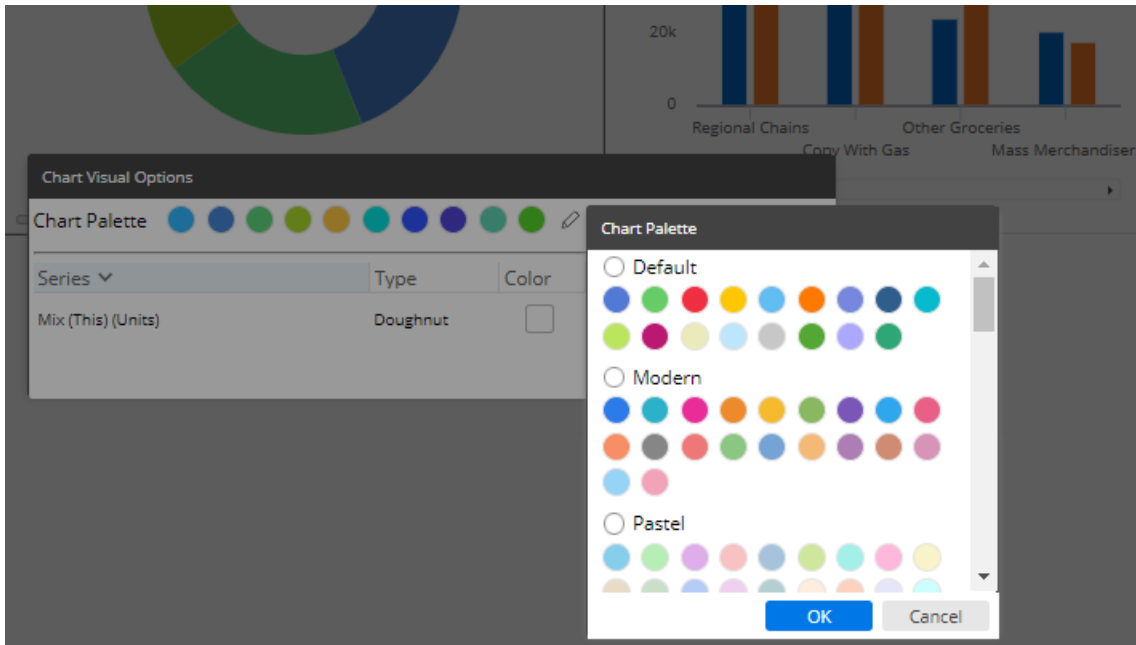 20k
0
Regional Chains
Other Groceries
Conv With Gas
Mass Merchandiser
Chart Visual Options
Chart Palette
Series
Type
Color
Mix (This) (Units)
Doughnut
Chart Palette
Default
Modern
Pastel
OK
Cancel